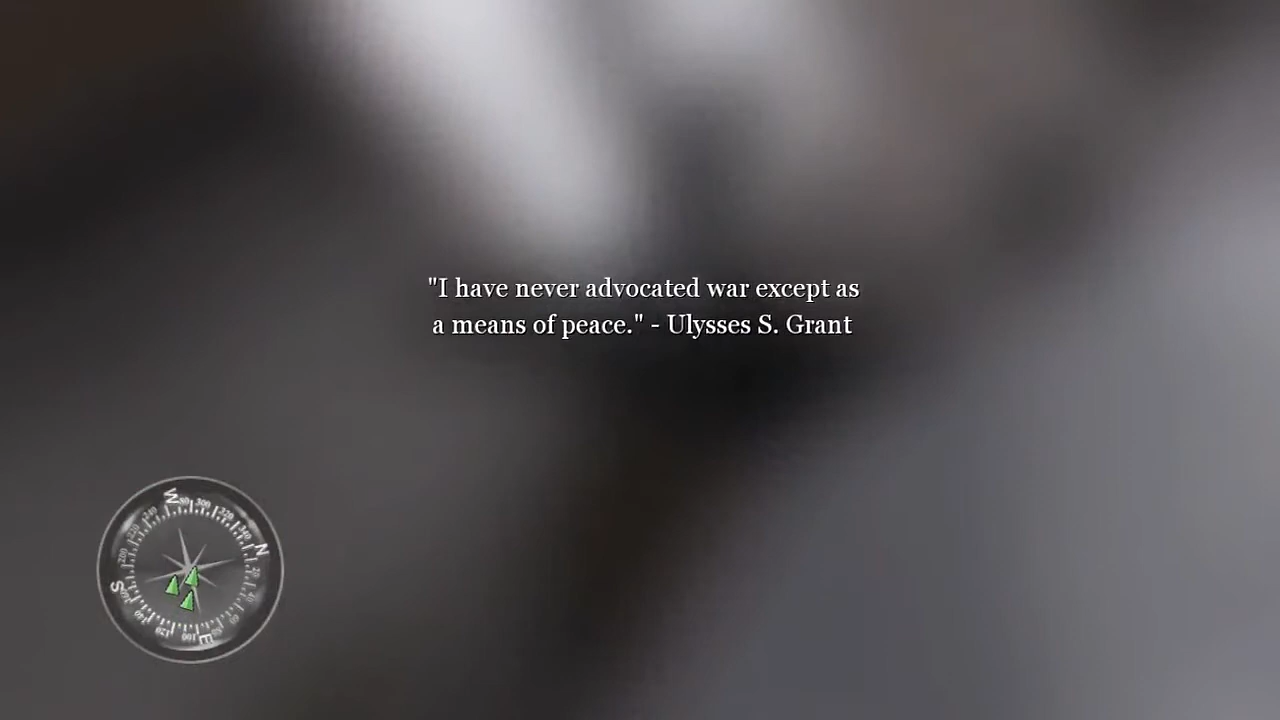 "I have never advocated war except as
a means of peace." - Ulysses S. Grant
W
N
S
E